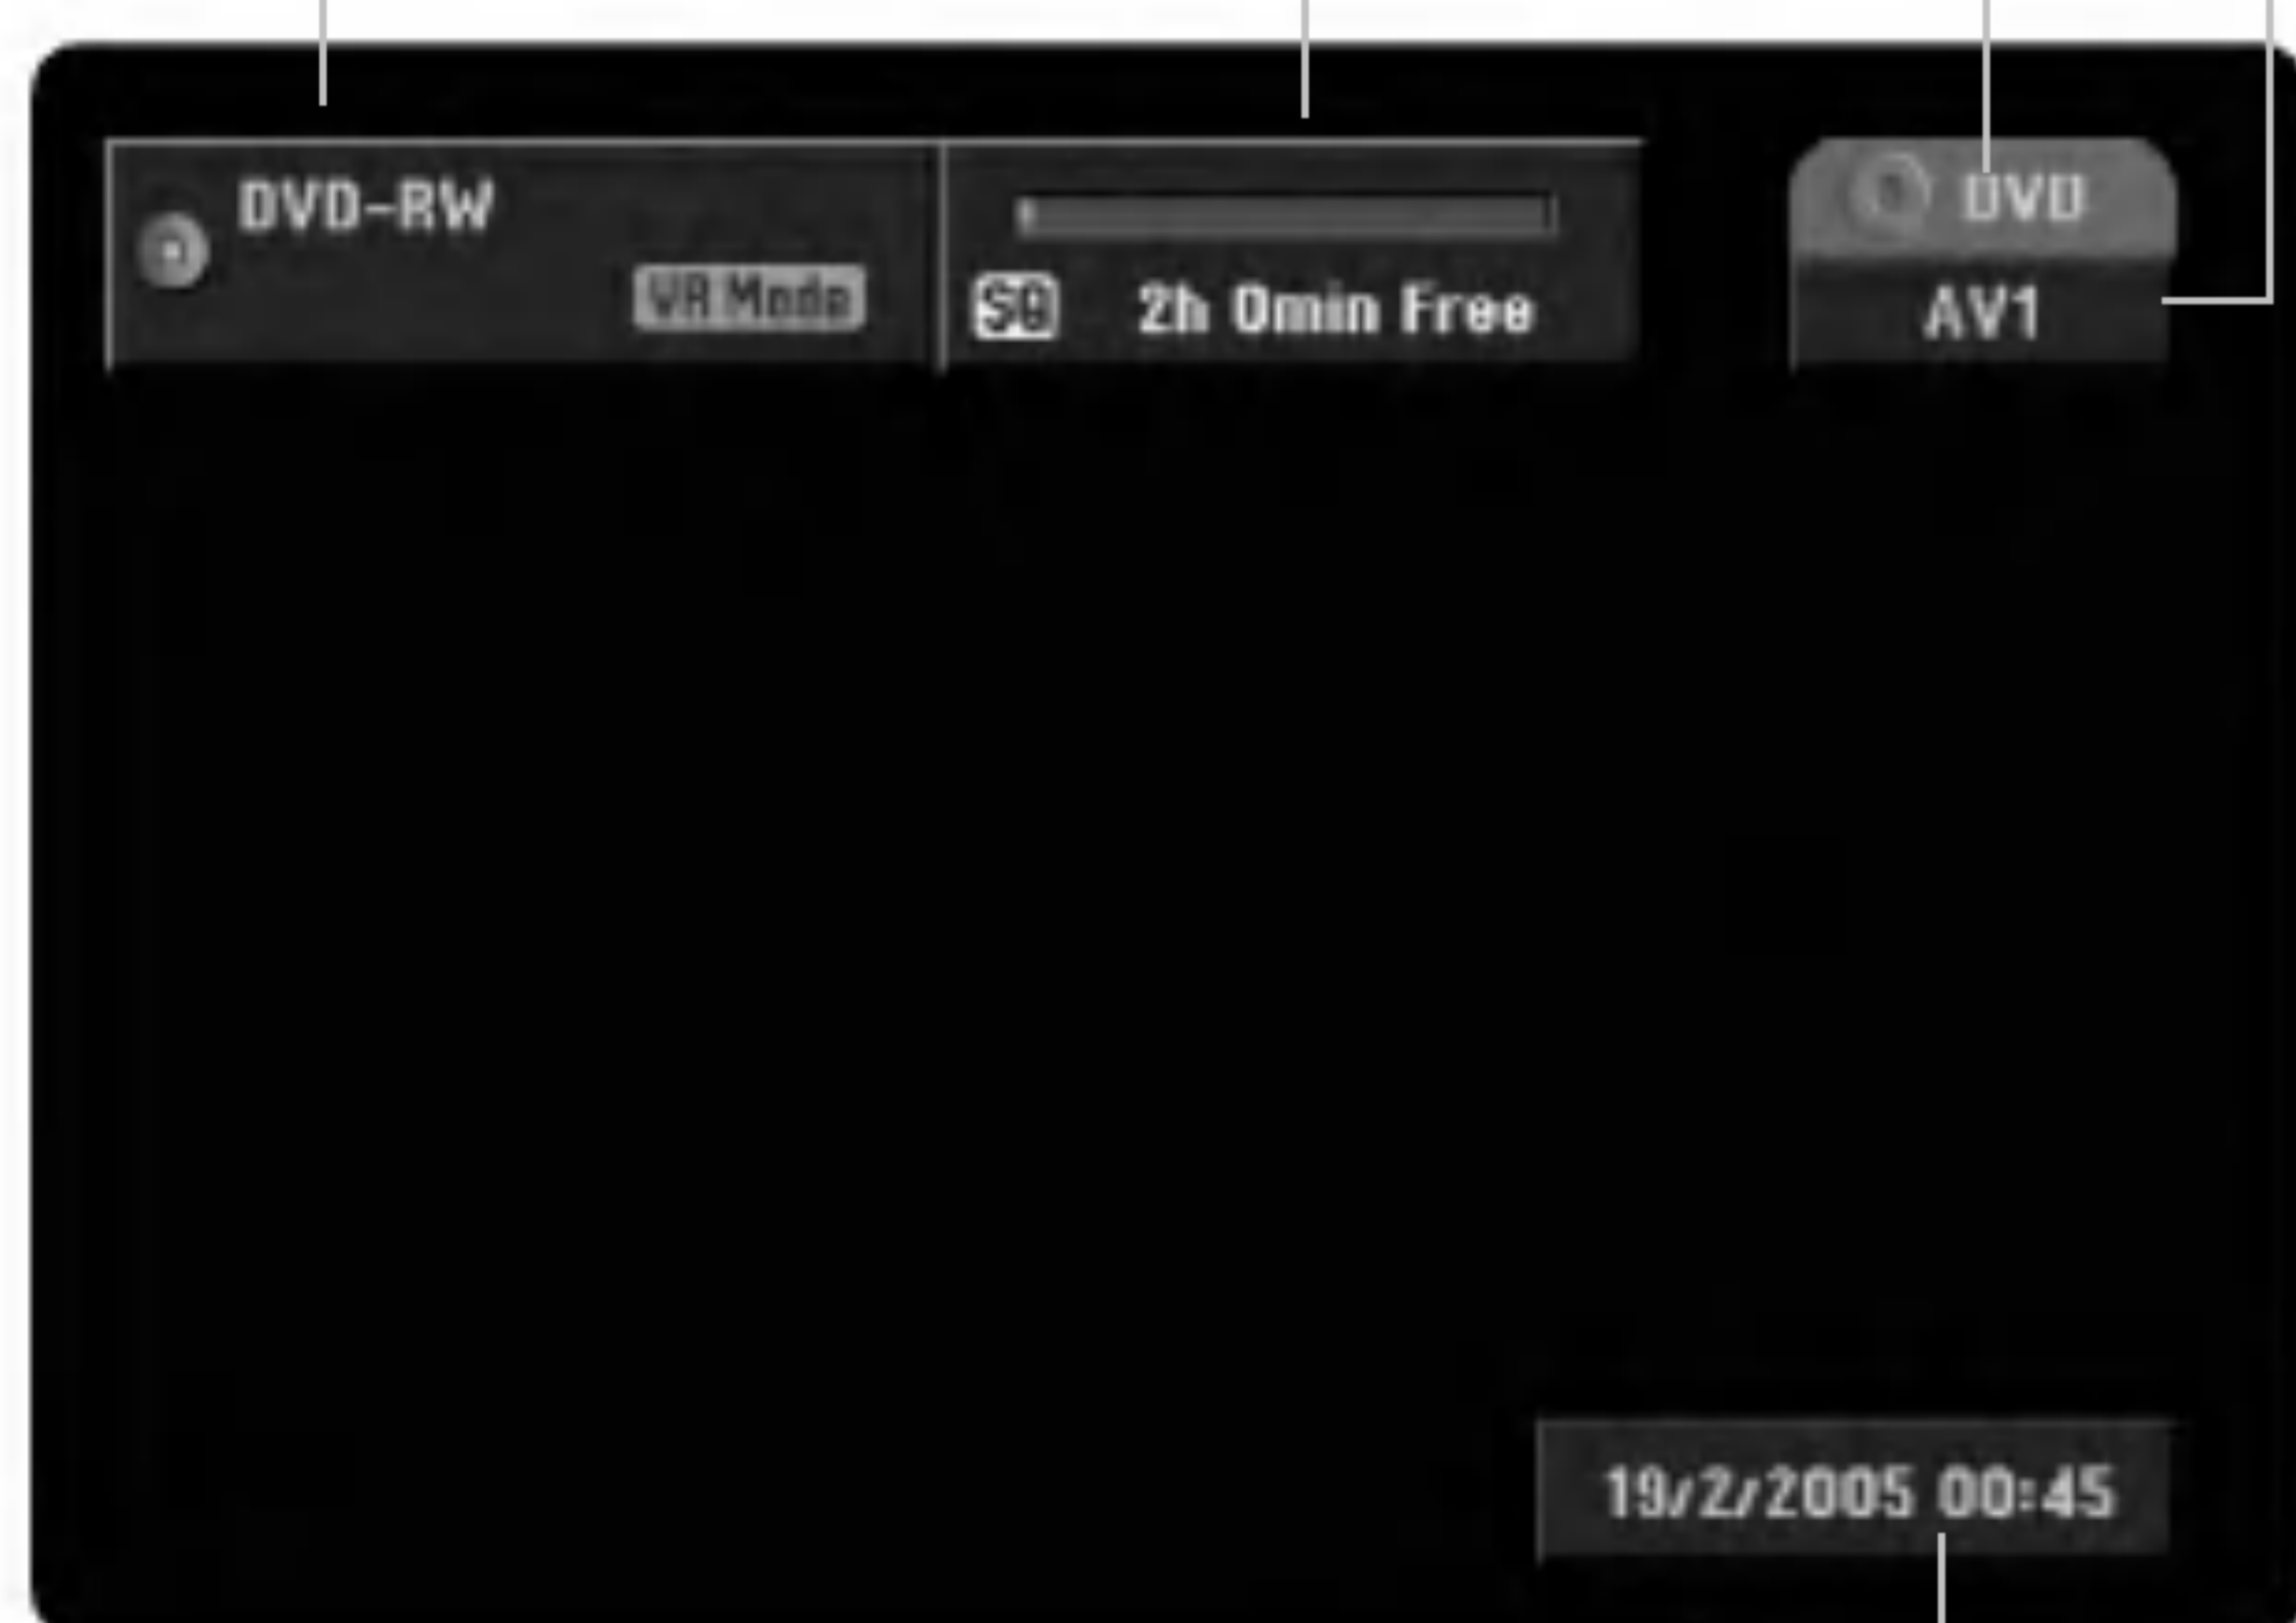 DVD-RW
VR Mode
SQ 2h 0min Free
DVD
AV1
19/2/2005 00:45